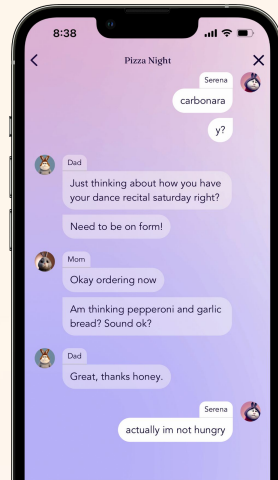 8:38
Pizza Night
Serena
carbonara
y?
Dad
Just thinking about how you have
your dance recital saturday right?
Need to be on form!
Mom
Okay ordering now
Am thinking pepperoni and garlic
bread? Sound ok?
Dad
Great, thanks honey.
Serena
actually im not hungry